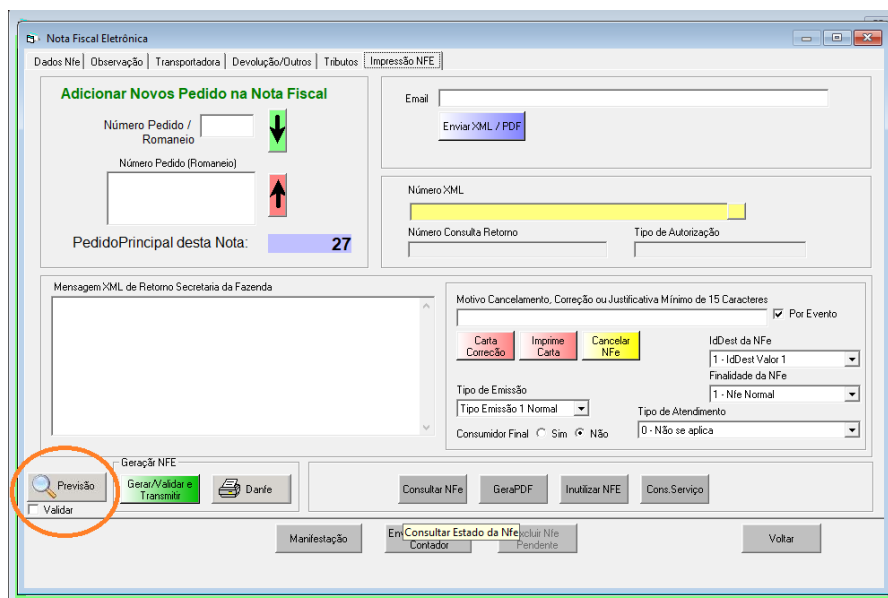 Nota Fiscal Eletrônica
Dados Nfe Observação Transportadora Devolução/Outros Tributos Impressão NFE
Adicionar Novos Pedido na Nota Fiscal
Número Pedido /
Romaneio
Número Pedido (Romaneio)
PedidoPrincipal desta Nota: 27
Email
Enviar XML / PDF
Número XML
Número Consulta Retorno Tipo de Autorização
Mensagem XML de Retorno Secretaria da Fazenda
Motivo Cancelamento, Correção ou Justificativa Mínimo de 15 Caracteres
Por Evento
Carta
Correcão
Imprime
Carta
Cancelar
NFe
IdDest da NFe
1 - IdDest Valor 1
Finalidade da NFe
1 - Nfe Normal
Tipo de Emissão
Tipo Emissão 1 Normal
Tipo de Atendimento
0 - Não se aplica
Consumidor Final Sim Não
Previsão
Validar
Geraçãr NFE
Gerar/Validar e
Transmitir
Danfe
Consultar NFe GeraPDF Inutilizar NFE Cons.Serviço
Manifestação
Consultar Estado da Nfe
Contador
Nfe
Pendente
Voltar